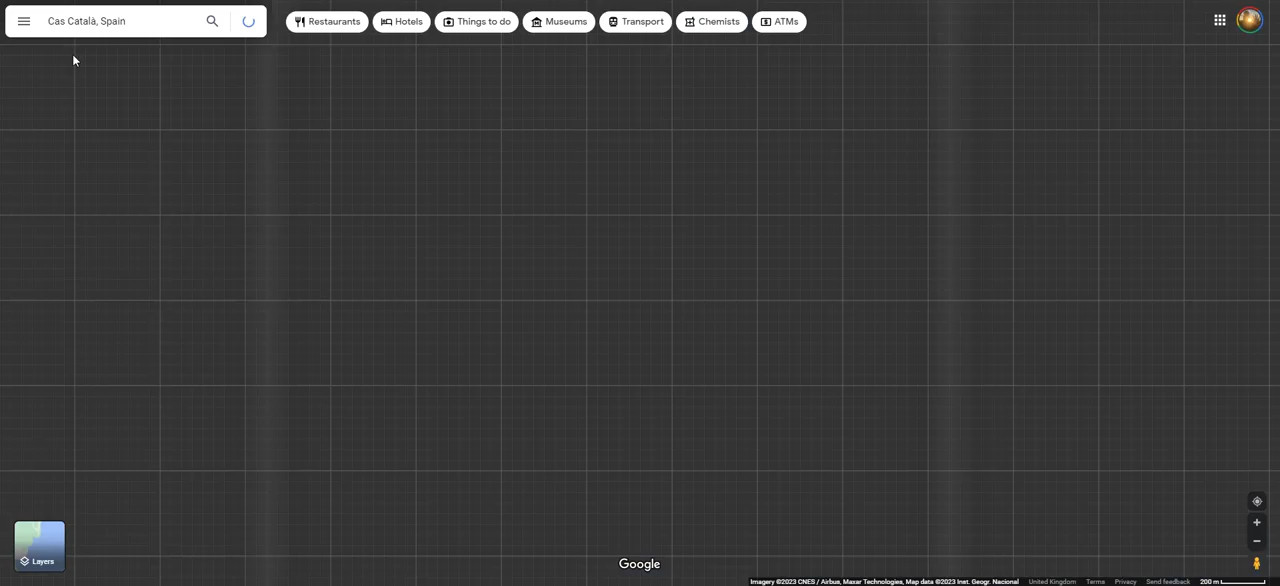 Cas Català, Spain
Restaurants
Hotels
Things to do
Museums
Transport
Chemists
ATMs
Layers
Google
Imagery ©2023 CNES / Airbus, Maxar Technologies, Map data ©2023 Inst. Geogr. Nacional United Kingdom Terms Privacy Send feedback 200 m